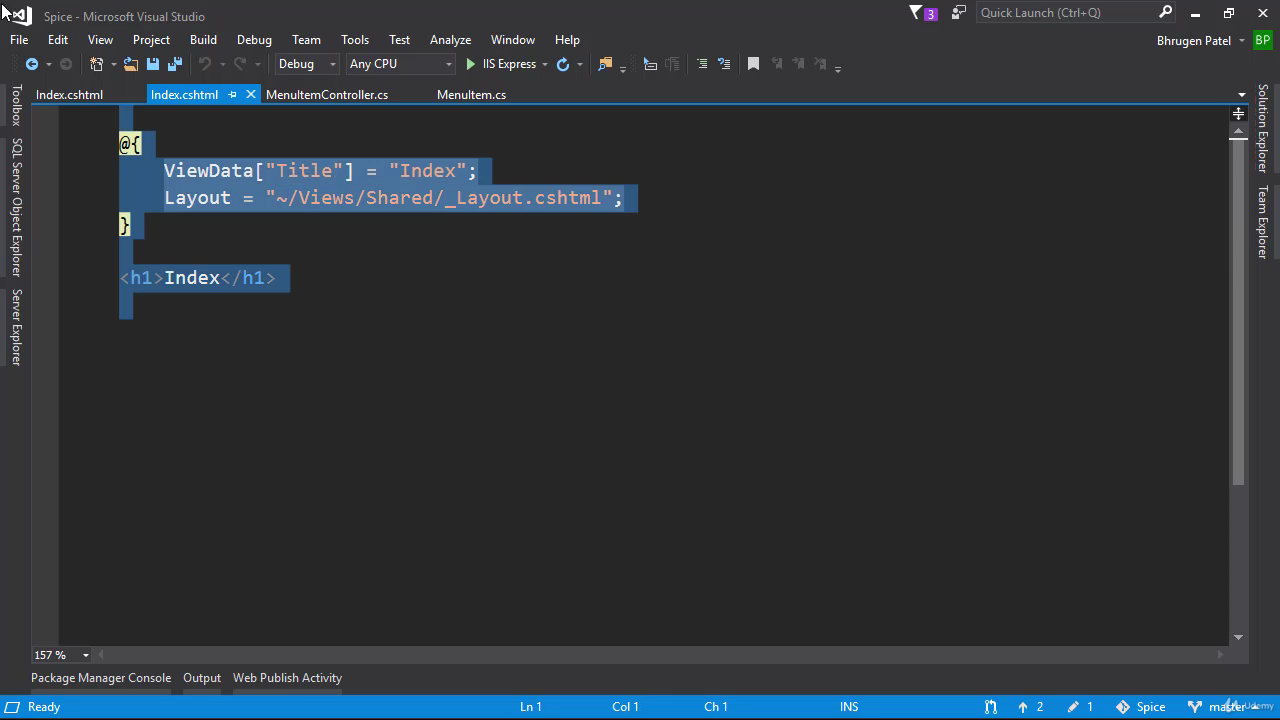 Spice - Microsoft Visual Studio
3
Quick Launch (Ctrl+Q)
File Edit View Project Build Debug Team Tools Test Analyze Window Help
Bhrugen Patel BP
Debug Any CPU IIS Express
Index.cshtml Index.cshtml MenuItemController.cs MenuItem.cs
Toolbox
SQL Server Object Explorer
Server Explorer
Solution Explorer
Team Explorer
@{
ViewData["Title"] = "Index";
Layout = "~/Views/Shared/_Layout.cshtml";
}
<h1>Index</h1>
157 %
Package Manager Console Output Web Publish Activity
Ready Ln 1 Col 1 Ch 1 INS 2 1 Spice master
Udemy